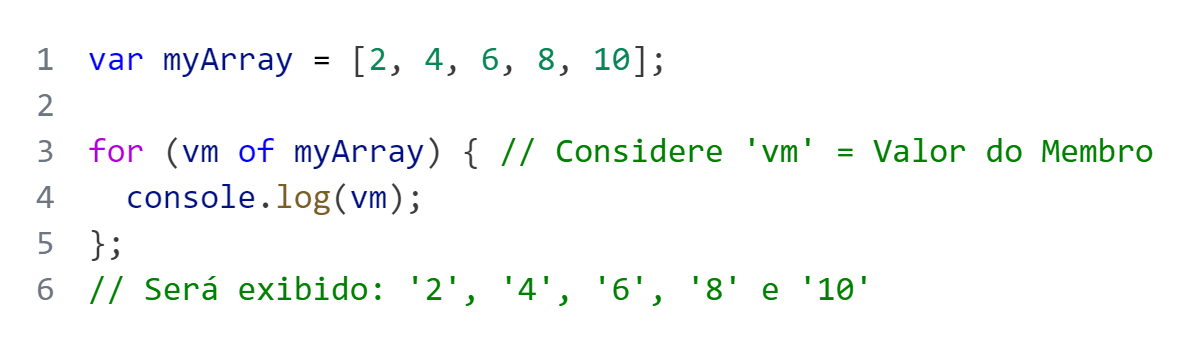 1 var myArray = [2, 4, 6, 8, 10];
2
3 for (vm of myArray) { // Considere 'vm' = Valor do Membro
4   console.log(vm);
5 };
6 // Será exibido: '2', '4', '6', '8' e '10'